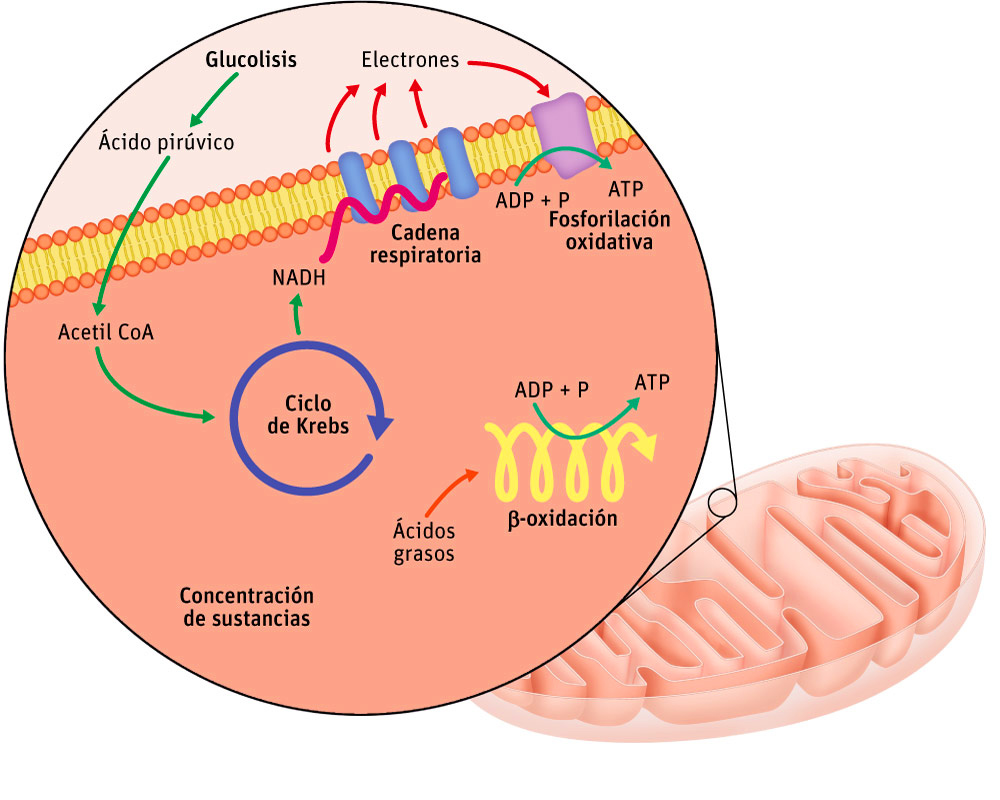 Glucolisis
Electrones
Ácido pirúvico
ADP + P
ATP
Fosforilación
oxidativa
Cadena
respiratoria
NADH
Acetil CoA
Ciclo
de Krebs
ADP + P
ATP
β-oxidación
Ácidos
grasos
Concentración
de sustancias